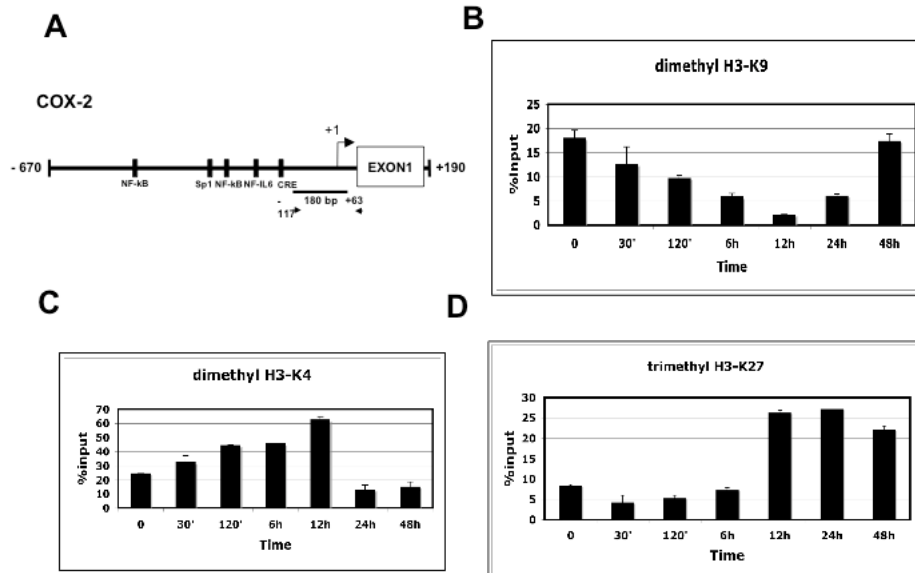 A
COX-2
+1
- 670
EXON1
+190
NF-kB
Sp1 NF-kB NF-IL6 CRE
- 117
180 bp
+63
B
dimethyl H3-K9
%Input
25
20
15
10
5
0
0 30' 120' 6h 12h 24h 48h
Time
C
dimethyl H3-K4
%input
70
60
50
40
30
20
10
0
0 30' 120' 6h 12h 24h 48h
Time
D
trimethyl H3-K27
%input
30
25
20
15
10
5
0
0 30' 120' 6h 12h 24h 48h
Time